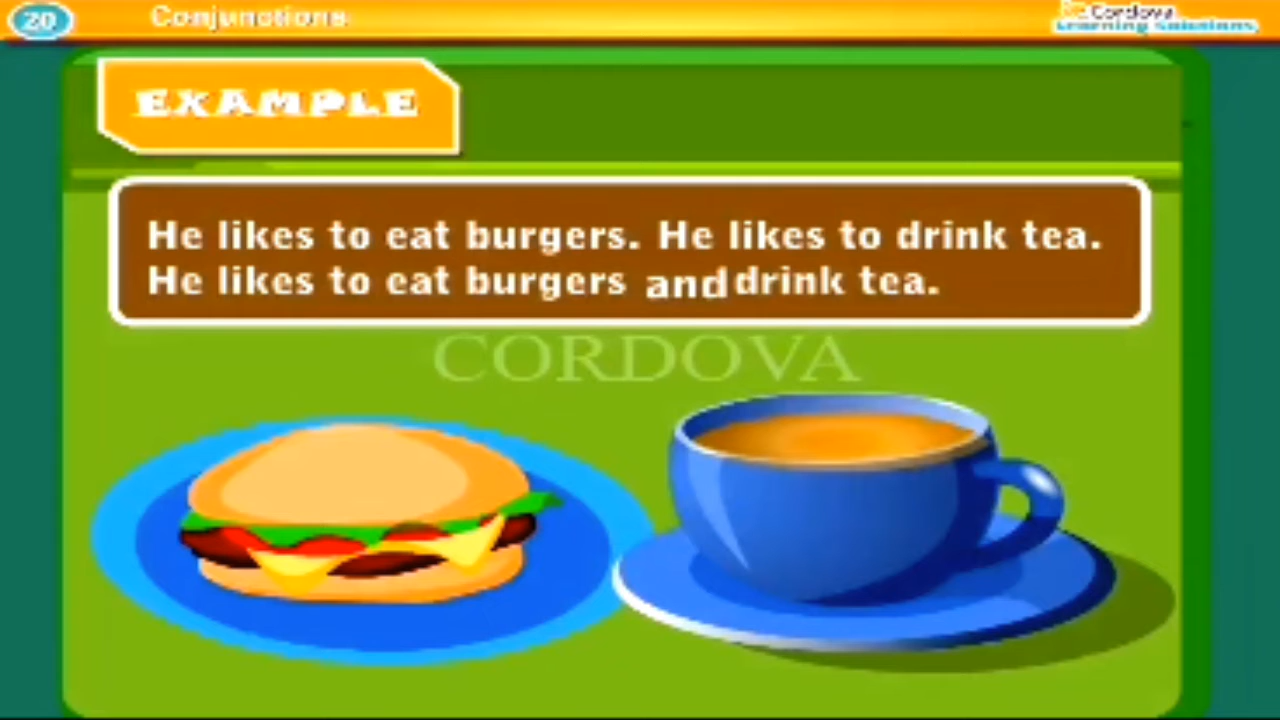 20
Conjunctions
Cordova
Learning Solutions
EXAMPLE
He likes to eat burgers. He likes to drink tea.
He likes to eat burgers and drink tea.
CORDOVA